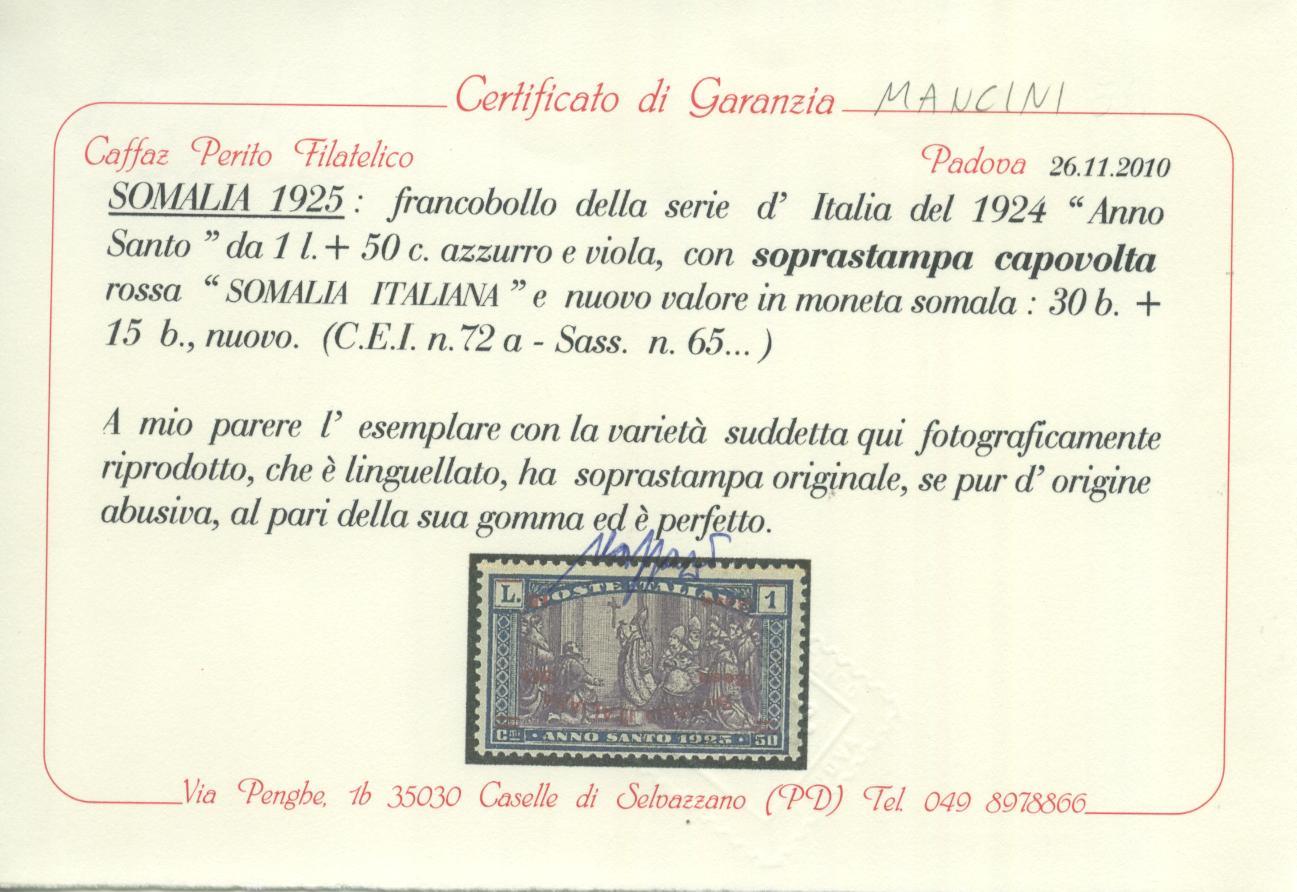 Certificato di Garanzia MANCINI
Caffaz Perito Filatelico Padova 26.11.2010
SOMALIA 1925 : francobollo della serie d' Italia del 1924 “Anno
Santo ” da 1 l. + 50 c. azzurro e viola, con soprastampa capovolta
rossa “SOMALIA ITALIANA” e nuovo valore in moneta somala : 30 b. +
15 b., nuovo. (C.E.I. n. 72 a - Sass. n. 65... )
A mio parere l' esemplare con la varietà suddetta qui fotograficamente
riprodotto, che è linguellato, ha soprastampa originale, se pur d' origine
abusiva, al pari della sua gomma ed è perfetto.
L. POSTE ITALIANE 1
SOMALIA ITALIANA
CMI · ANNO SANTO 1925 · 50
Via Penghe, 1b 35030 Caselle di Selvazzano (PD) Tel. 049 8978866